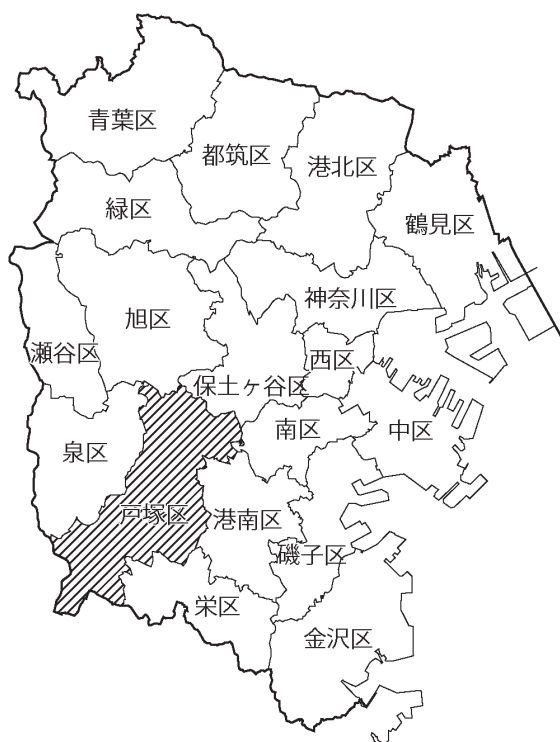 青葉区
都筑区
港北区
緑区
鶴見区
神奈川区
旭区
瀬谷区
西区
保土ヶ谷区
南区
中区
泉区
戸塚区
港南区
磯子区
栄区
金沢区